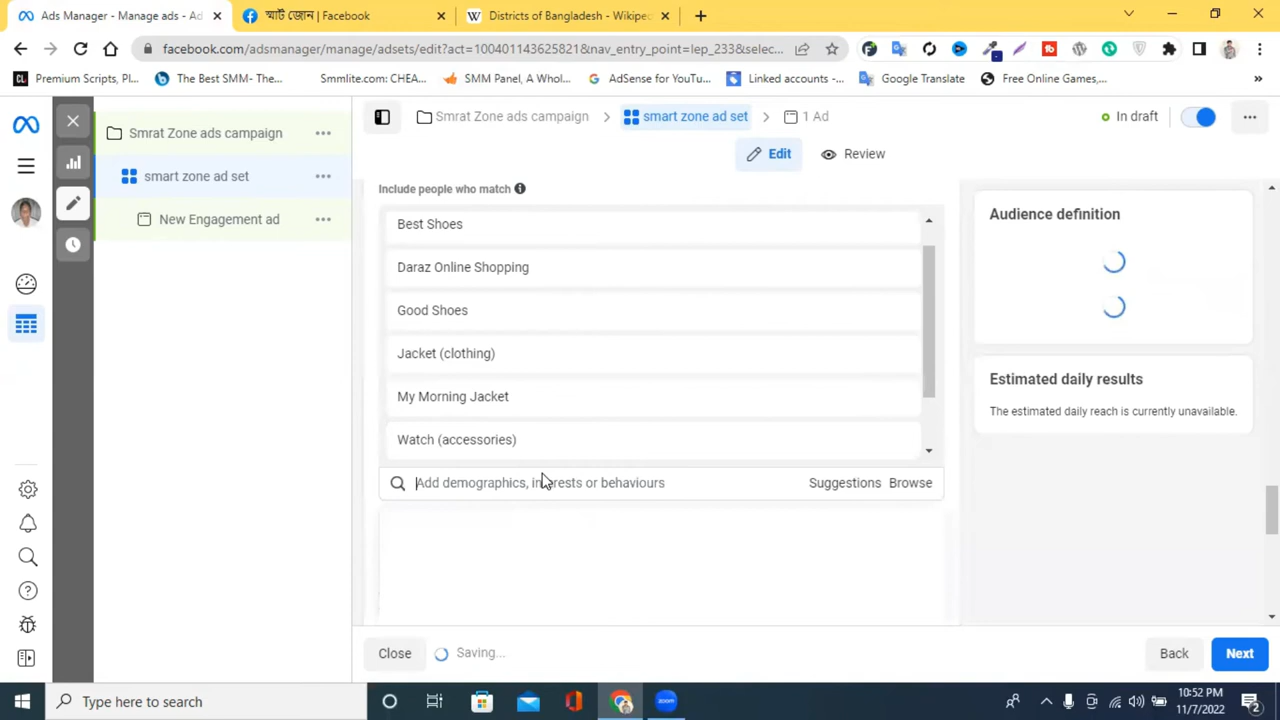 Ads Manager - Manage ads - Ad
আর্ট জোন | Facebook
Districts of Bangladesh - Wikiped
facebook.com/adsmanager/manage/adsets/edit?act=100401143625821&nav_entry_point=lep_233&selec...
Premium Scripts, Pl...
The Best SMM- The...
Smmlite.com: CHEA...
SMM Panel, A Whol...
AdSense for YouTu...
Linked accounts -...
Google Translate
Free Online Games,...
Smrat Zone ads campaign
smart zone ad set
New Engagement ad
Smrat Zone ads campaign > smart zone ad set > 1 Ad
In draft
Edit
Review
Include people who match
Best Shoes
Daraz Online Shopping
Good Shoes
Jacket (clothing)
My Morning Jacket
Watch (accessories)
Add demographics, interests or behaviours
Suggestions
Browse
Audience definition
Estimated daily results
The estimated daily reach is currently unavailable.
Close
Saving...
Back
Next
Type here to search
10:52 PM
11/7/2022
2